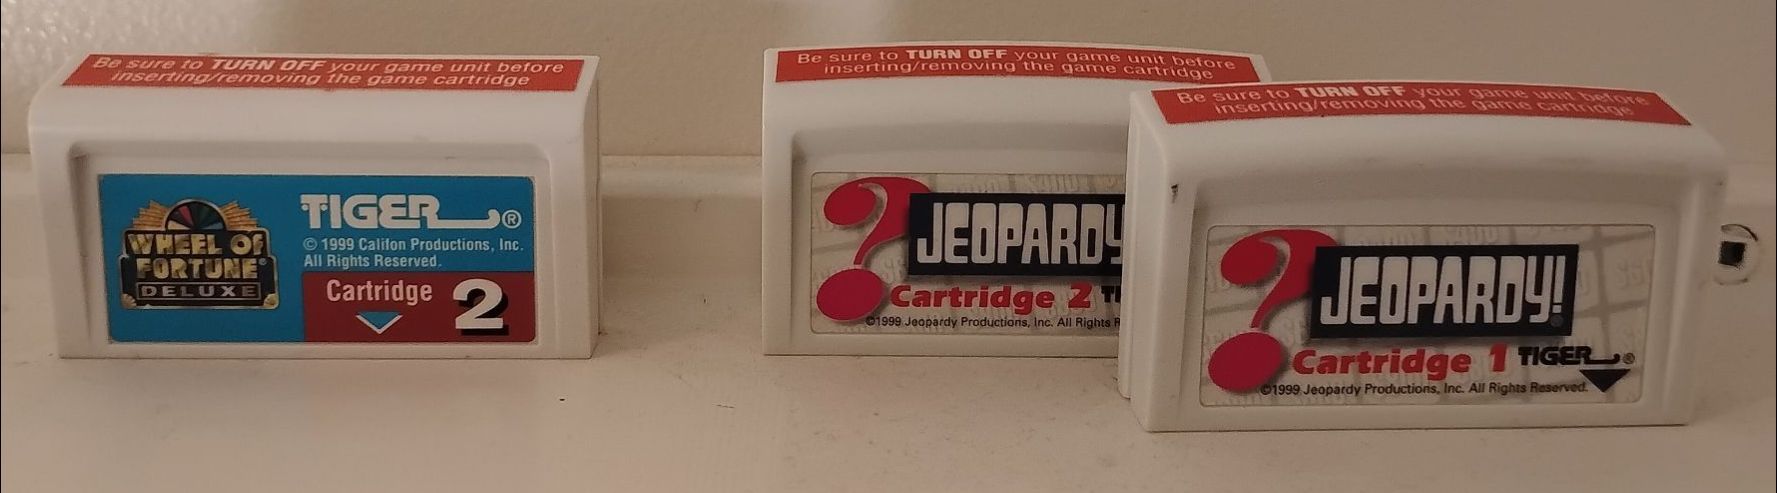 Be sure to TURN OFF your game unit before
inserting/removing the game cartridge
WHEEL OF
FORTUNE®
DELUXE
TIGER®
© 1999 Califon Productions, Inc.
All Rights Reserved.
Cartridge 2
Be sure to TURN OFF your game unit before
inserting/removing the game cartridge
JEOPARDY
Cartridge 2 TI
©1999 Jeopardy Productions, Inc. All Rights R
Be sure to TURN OFF your game unit before
inserting/removing the game cartridge
JEOPARDY!
Cartridge 1 TIGER®
©1999 Jeopardy Productions, Inc. All Rights Reserved.